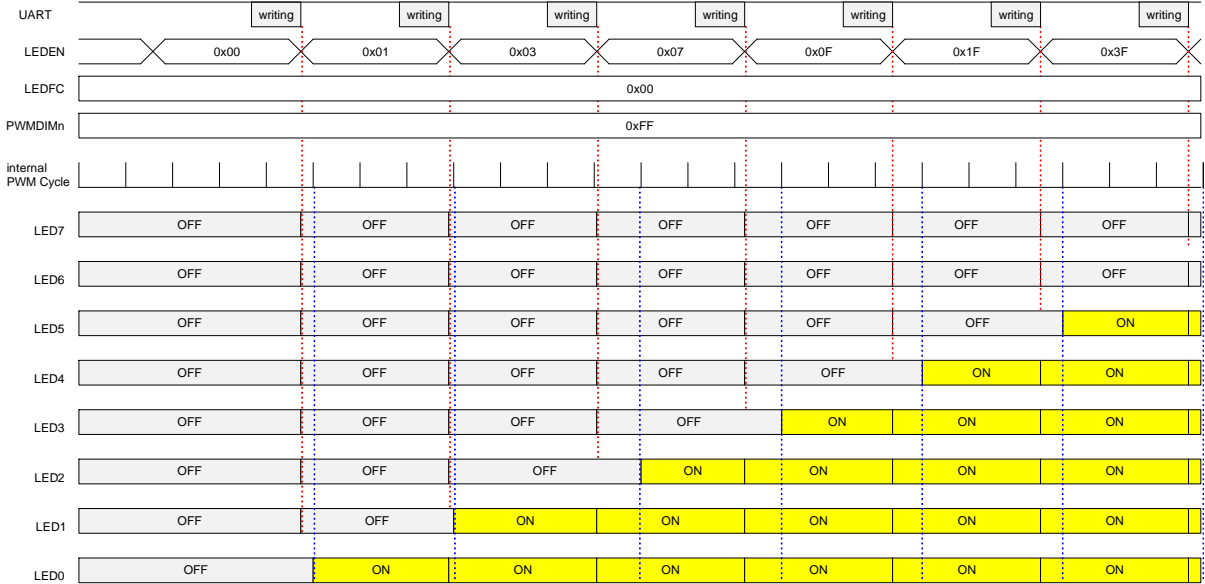 UART writing writing writing writing writing writing writing
LEDEN 0x00 0x01 0x03 0x07 0x0F 0x1F 0x3F
LEDFC 0x00
PWMDIMn 0xFF
internal
PWM Cycle
LED7 OFF OFF OFF OFF OFF OFF OFF
LED6 OFF OFF OFF OFF OFF OFF OFF
LED5 OFF OFF OFF OFF OFF OFF ON
LED4 OFF OFF OFF OFF OFF ON ON
LED3 OFF OFF OFF OFF ON ON ON
LED2 OFF OFF OFF ON ON ON ON
LED1 OFF OFF ON ON ON ON ON
LED0 OFF ON ON ON ON ON ON